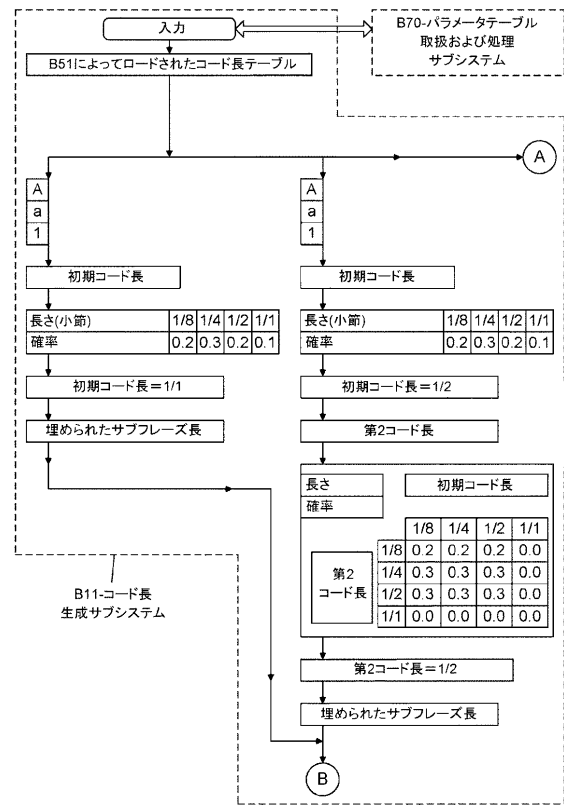 入力
B70-パラメータテーブル
取扱および処理
サブシステム
B51によってロードされたコード長テーブル
A
A
a
1
初期コード長
長さ(小節) 1/8 1/4 1/2 1/1
確率 0.2 0.3 0.2 0.1
初期コード長＝1/1
埋められたサブフレーズ長
A
a
1
初期コード長
長さ(小節) 1/8 1/4 1/2 1/1
確率 0.2 0.3 0.2 0.1
初期コード長＝1/2
第2コード長
長さ
確率
初期コード長
1/8 1/4 1/2 1/1
第2
コード長
1/8 0.2 0.2 0.2 0.0
1/4 0.3 0.3 0.3 0.0
1/2 0.3 0.3 0.3 0.0
1/1 0.0 0.0 0.0 0.0
第2コード長＝1/2
埋められたサブフレーズ長
B
B11-コード長
生成サブシステム